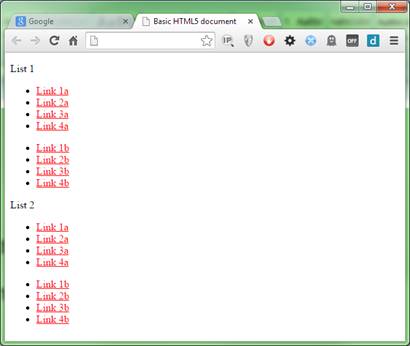 Google
Basic HTML5 document
IP
OFF
d
List 1
Link 1a
Link 2a
Link 3a
Link 4a
Link 1b
Link 2b
Link 3b
Link 4b
List 2
Link 1a
Link 2a
Link 3a
Link 4a
Link 1b
Link 2b
Link 3b
Link 4b